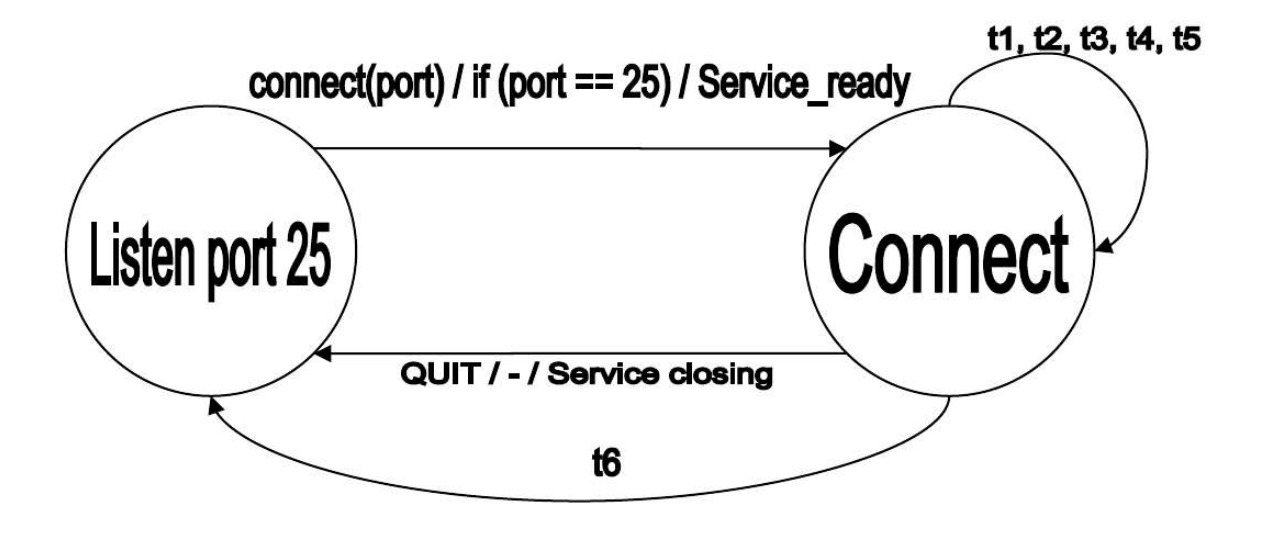 t1, t2, t3, t4, t5
connect(port) / if (port == 25) / Service_ready
Listen port 25
Connect
QUIT / - / Service closing
t6